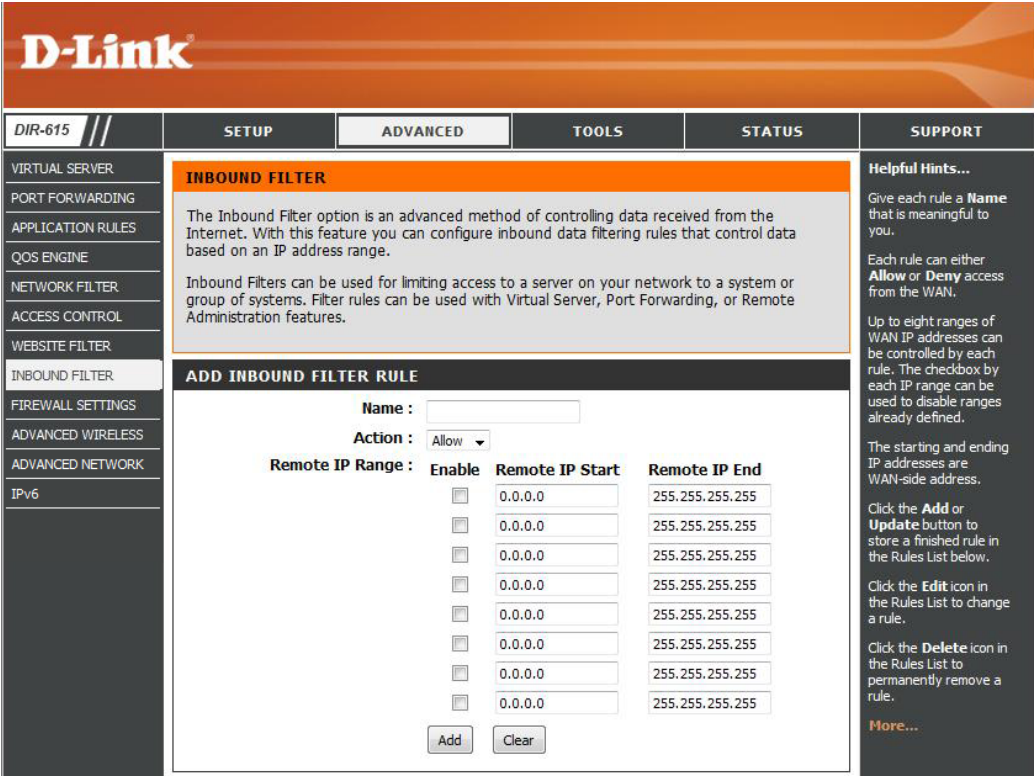 D-Link
DIR-615
SETUP
ADVANCED
TOOLS
STATUS
SUPPORT
VIRTUAL SERVER
PORT FORWARDING
APPLICATION RULES
QOS ENGINE
NETWORK FILTER
ACCESS CONTROL
WEBSITE FILTER
INBOUND FILTER
FIREWALL SETTINGS
ADVANCED WIRELESS
ADVANCED NETWORK
IPv6
INBOUND FILTER
The Inbound Filter option is an advanced method of controlling data received from the
Internet. With this feature you can configure inbound data filtering rules that control data
based on an IP address range.
Inbound Filters can be used for limiting access to a server on your network to a system or
group of systems. Filter rules can be used with Virtual Server, Port Forwarding, or Remote
Administration features.
ADD INBOUND FILTER RULE
Name :
Action : Allow
Remote IP Range : Enable Remote IP Start Remote IP End
0.0.0.0 255.255.255.255
0.0.0.0 255.255.255.255
0.0.0.0 255.255.255.255
0.0.0.0 255.255.255.255
0.0.0.0 255.255.255.255
0.0.0.0 255.255.255.255
0.0.0.0 255.255.255.255
0.0.0.0 255.255.255.255
Add Clear
Helpful Hints...
Give each rule a Name
that is meaningful to
you.
Each rule can either
Allow or Deny access
from the WAN.
Up to eight ranges of
WAN IP addresses can
be controlled by each
rule. The checkbox by
each IP range can be
used to disable ranges
already defined.
The starting and ending
IP addresses are
WAN-side address.
Click the Add or
Update button to
store a finished rule in
the Rules List below.
Click the Edit icon in
the Rules List to change
a rule.
Click the Delete icon in
the Rules List to
permanently remove a
rule.
More...